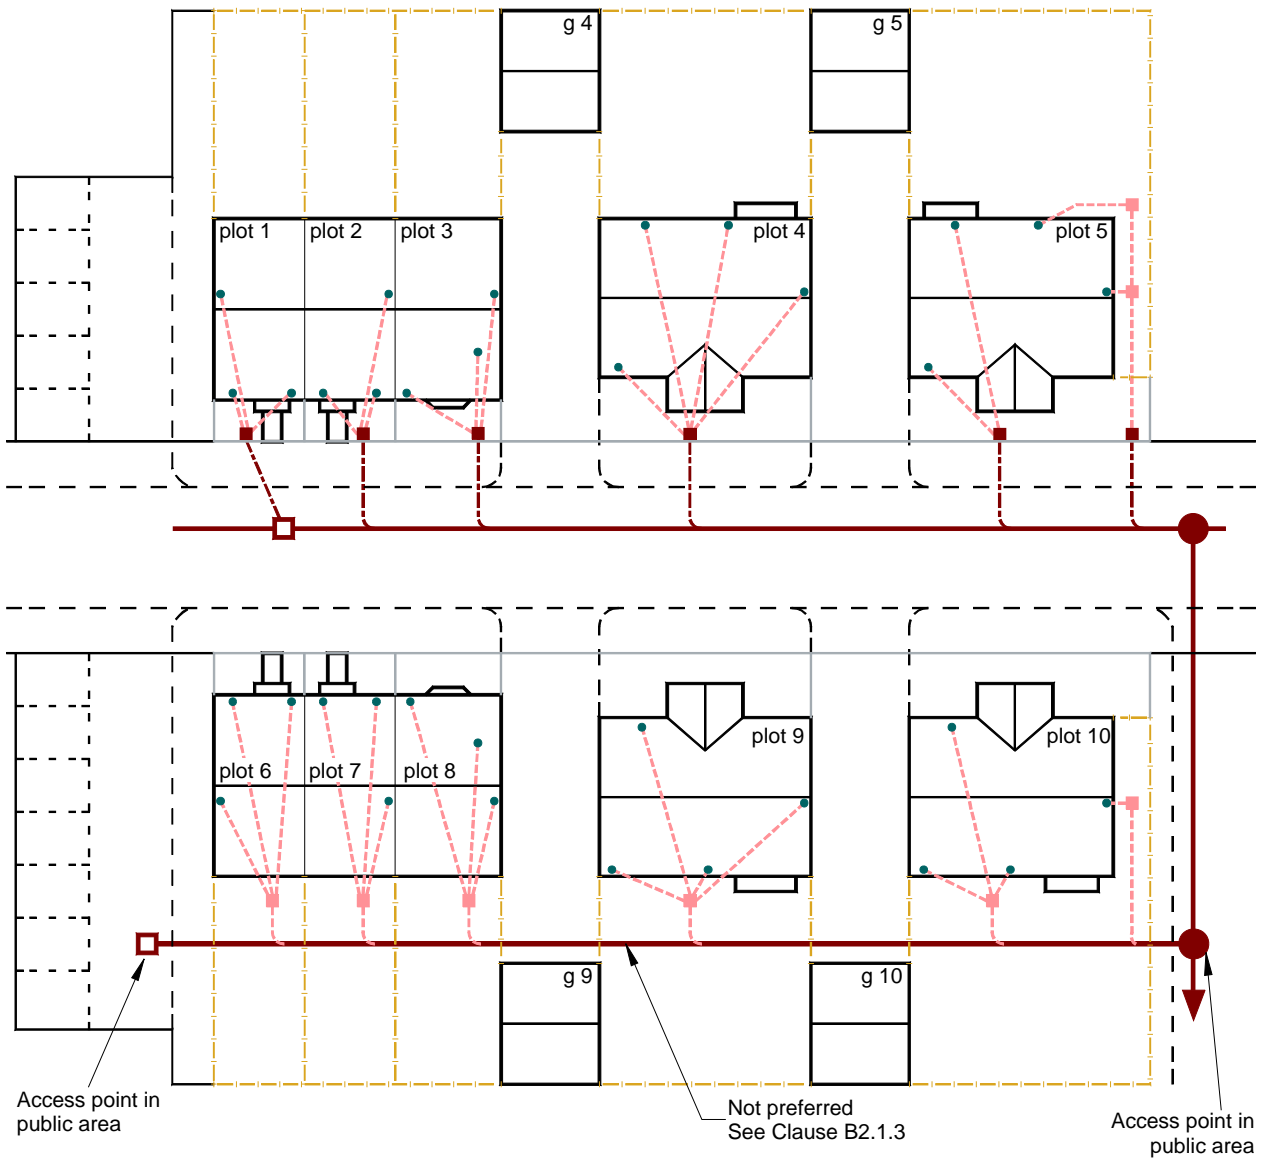 g 4
g 5
plot 1
plot 2
plot 3
plot 4
plot 5
plot 6
plot 7
plot 8
plot 9
plot 10
g 9
g 10
Access point in
public area
Not preferred
See Clause B2.1.3
Access point in
public area